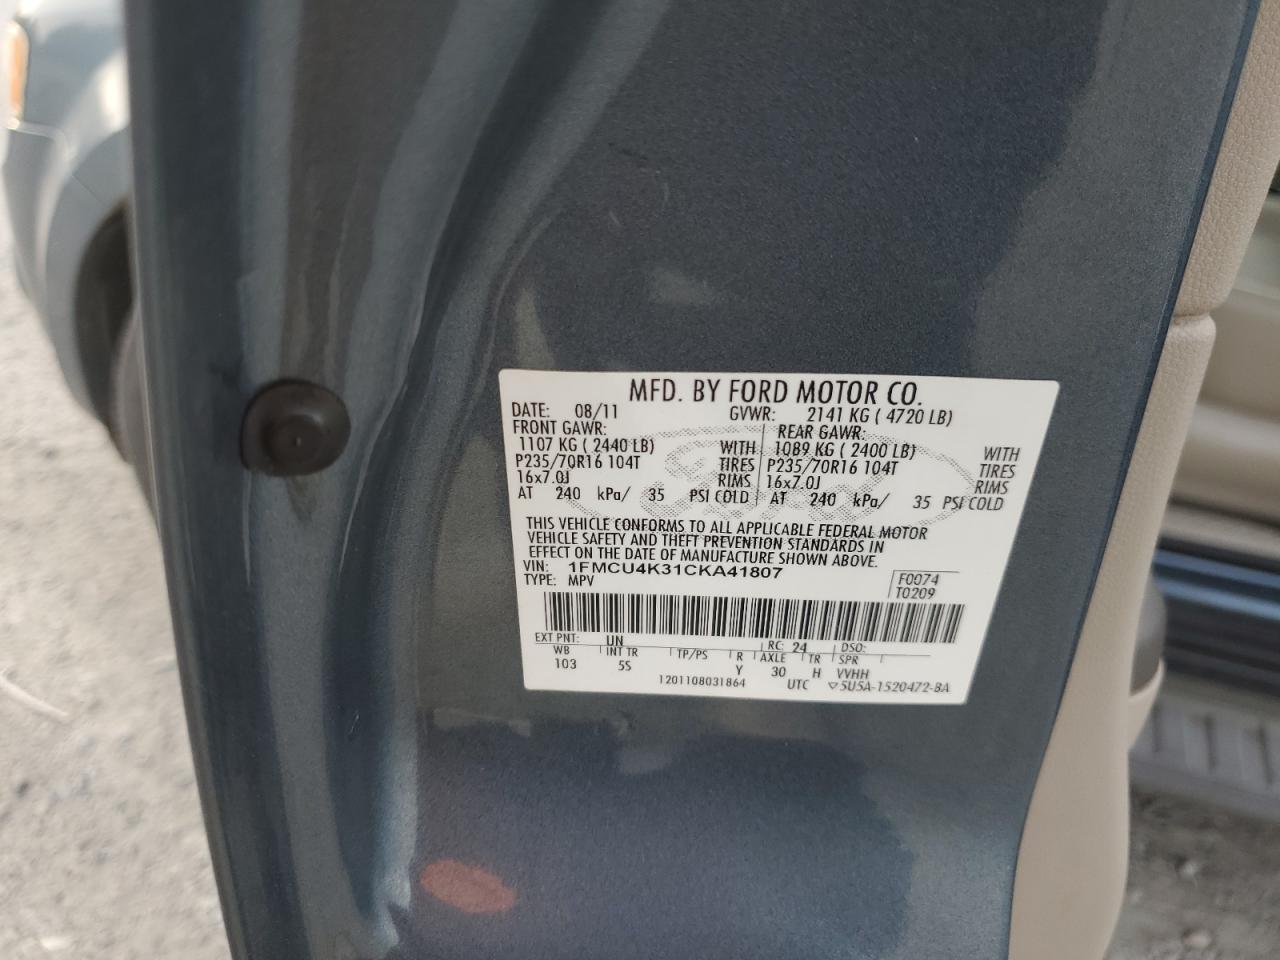 MFD. BY FORD MOTOR CO.
DATE: 08/11 GVWR: 2141 KG ( 4720 LB)
FRONT GAWR: REAR GAWR:
1107 KG ( 2440 LB) WITH 1089 KG ( 2400 LB) WITH
P235/70R16 104T TIRES P235/70R16 104T TIRES
16x7.0J RIMS 16x7.0J RIMS
AT 240 kPa/ 35 PSI COLD AT 240 kPa/ 35 PSI COLD
Ford
THIS VEHICLE CONFORMS TO ALL APPLICABLE FEDERAL MOTOR
VEHICLE SAFETY AND THEFT PREVENTION STANDARDS IN
EFFECT ON THE DATE OF MANUFACTURE SHOWN ABOVE.
VIN: 1FMCU4K31CKA41807
TYPE: MPV
F0074
T0209
EXT PNT: UN RC: 24 DSO:
WB INT TR TP/PS R AXLE TR SPR
103 5S Y 30 H VVHH
1201108031864 UTC ▽5U5A-1520472-BA